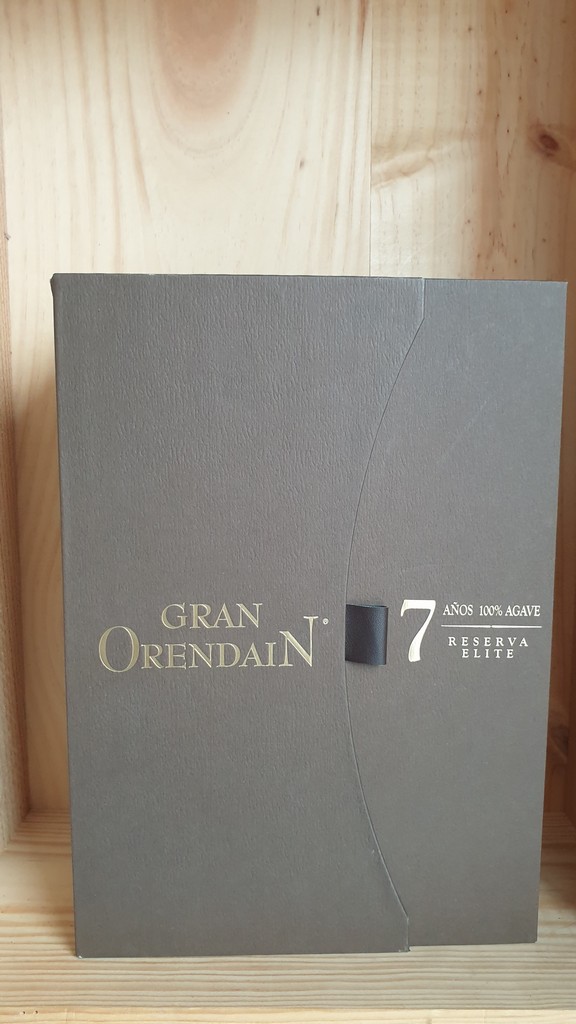 GRAN
ORENDAIN®
7 AÑOS 100% AGAVE
RESERVA
ELITE